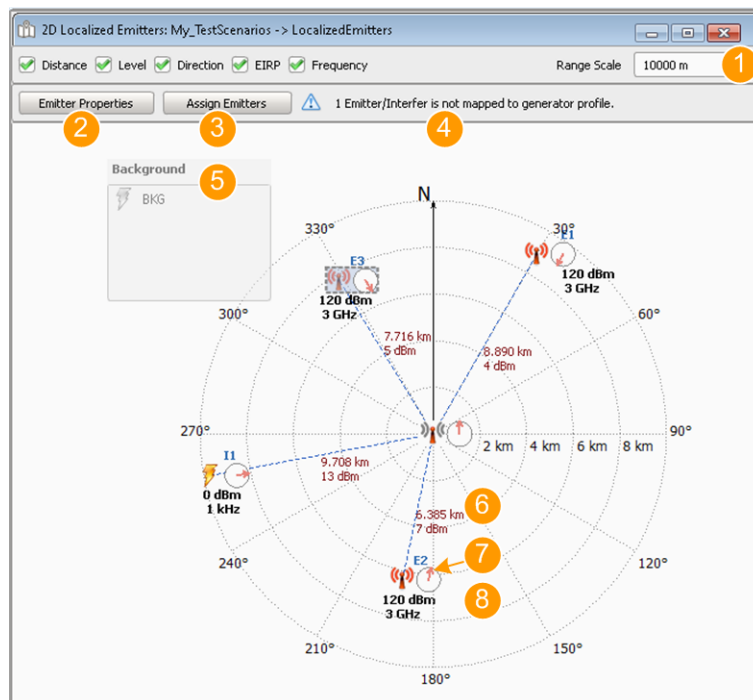 2D Localized Emitters: My_TestScenarios -> LocalizedEmitters
Distance Level Direction EIRP Frequency Range Scale 10000 m 1
Emitter Properties Assign Emitters 1 Emitter/Interfer is not mapped to generator profile.
2 3 4
Background 5
BKG
N
330° 30°
E3 E1
120 dBm
3 GHz
120 dBm
3 GHz
300° 60°
7.716 km
5 dBm
8.890 km
4 dBm
270° 2 km 4 km 6 km 8 km 90°
I1
0 dBm
1 kHz
9.708 km
13 dBm
6.385 km 6
7 dBm
7
240° 120°
E2
120 dBm 8
3 GHz
210° 150°
180°